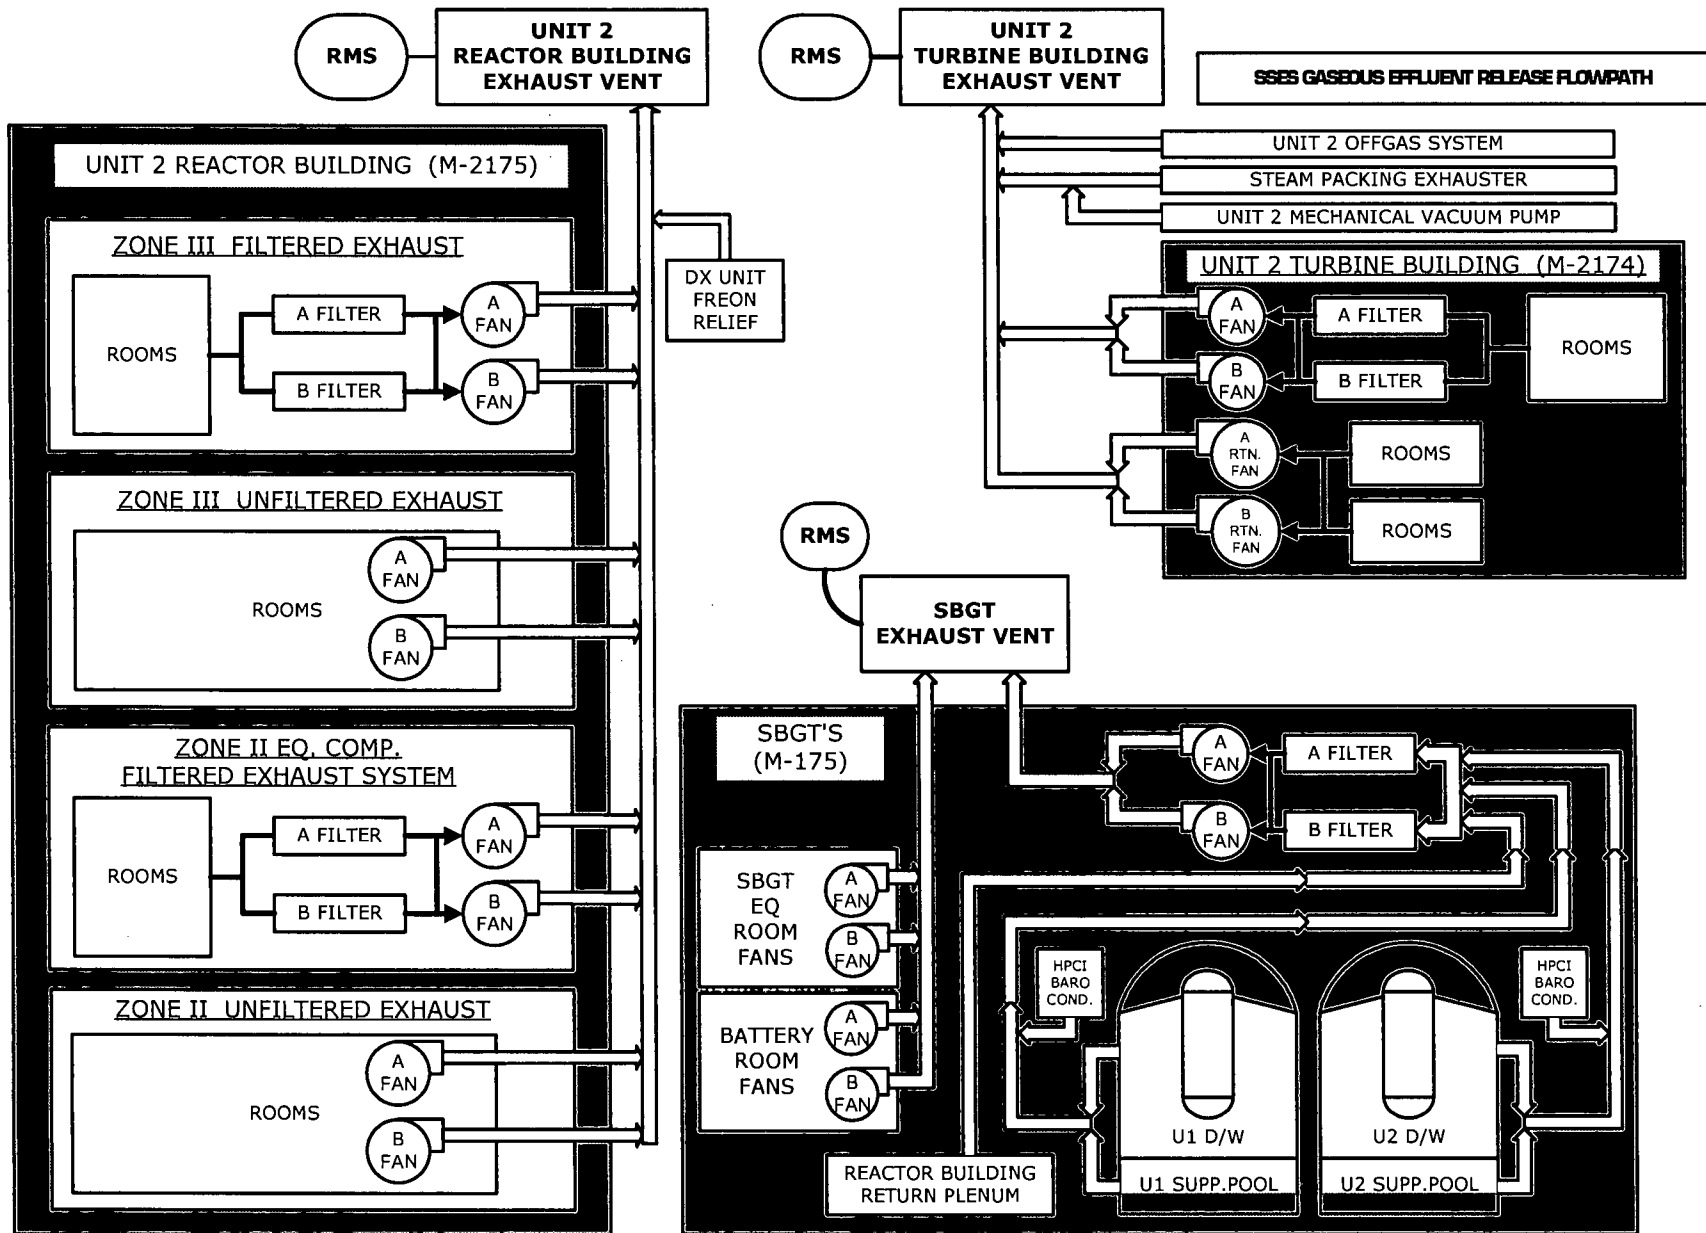 RMS
UNIT 2
REACTOR BUILDING
EXHAUST VENT
RMS
UNIT 2
TURBINE BUILDING
EXHAUST VENT
SSES GASEOUS EFFLUENT RELEASE FLOWPATH
UNIT 2 REACTOR BUILDING (M-2175)
ZONE III FILTERED EXHAUST
ROOMS
A FILTER
B FILTER
A
FAN
B
FAN
DX UNIT
FREON
RELIEF
ZONE III UNFILTERED EXHAUST
ROOMS
A
FAN
B
FAN
ZONE II EQ. COMP.
FILTERED EXHAUST SYSTEM
ROOMS
A FILTER
B FILTER
A
FAN
B
FAN
ZONE II UNFILTERED EXHAUST
ROOMS
A
FAN
B
FAN
UNIT 2 OFFGAS SYSTEM
STEAM PACKING EXHAUSTER
UNIT 2 MECHANICAL VACUUM PUMP
UNIT 2 TURBINE BUILDING (M-2174)
A
FAN
B
FAN
A FILTER
B FILTER
ROOMS
A
RTN.
FAN
B
RTN.
FAN
ROOMS
ROOMS
RMS
SBGT
EXHAUST VENT
SBGT'S
(M-175)
A
FAN
B
FAN
A FILTER
B FILTER
SBGT
EQ
ROOM
FANS
A
FAN
B
FAN
BATTERY
ROOM
FANS
A
FAN
B
FAN
HPCI
BARO
COND.
HPCI
BARO
COND.
U1 D/W
U1 SUPP.POOL
U2 D/W
U2 SUPP.POOL
REACTOR BUILDING
RETURN PLENUM